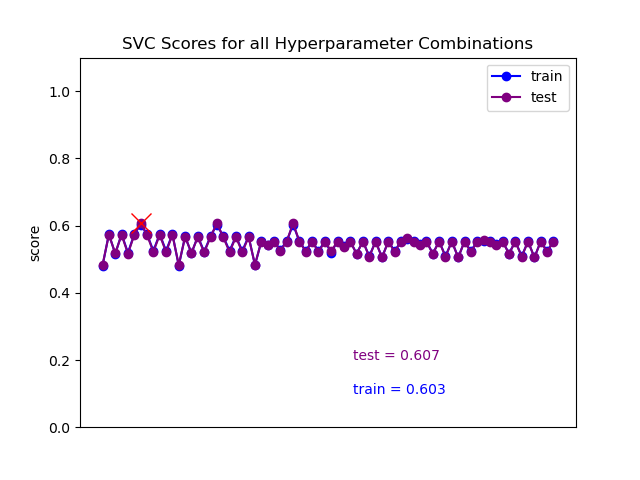 SVC Scores for all Hyperparameter Combinations
train
test
1.0
0.8
0.6
0.4
0.2
0.0
score
test = 0.607
train = 0.603